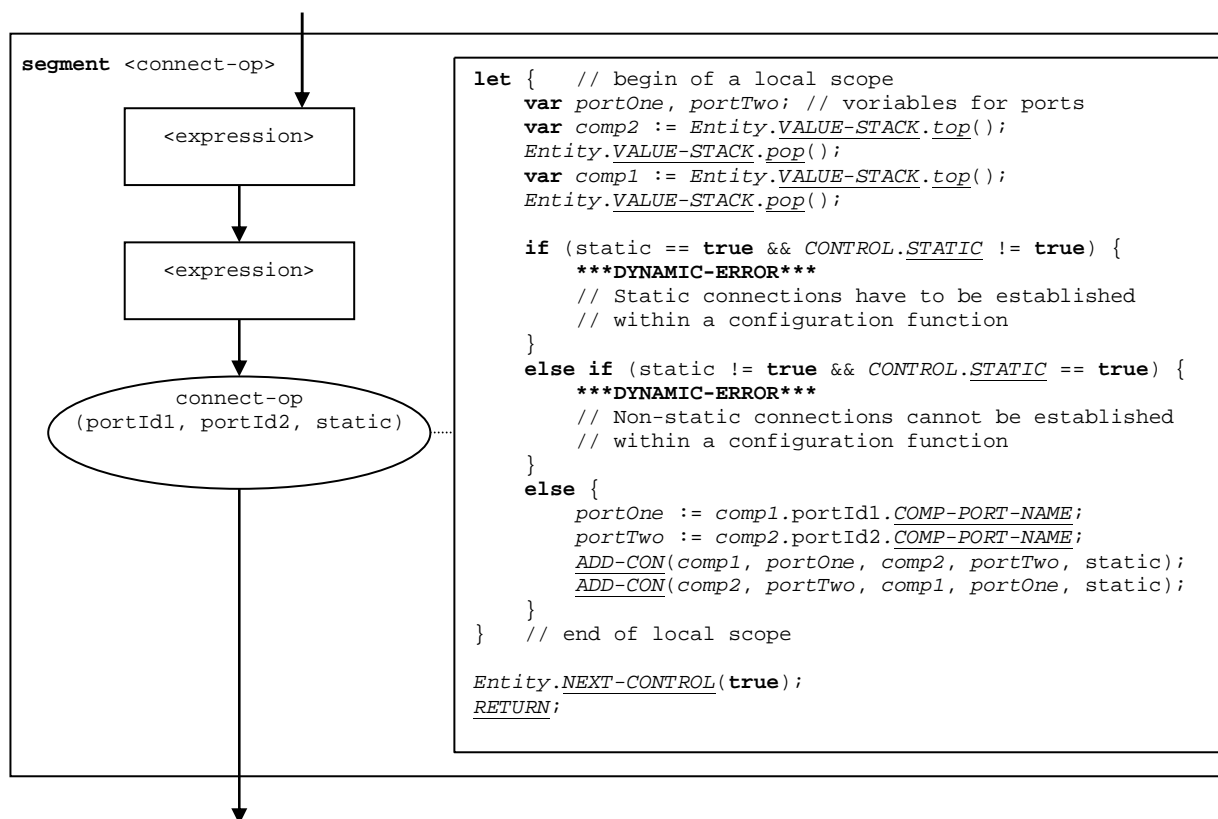 segment <connect-op>
<expression>
<expression>
connect-op
(portId1, portId2, static)
let {   // begin of a local scope
    var portOne, portTwo; // voriables for ports
    var comp2 := Entity.VALUE-STACK.top();
    Entity.VALUE-STACK.pop();
    var comp1 := Entity.VALUE-STACK.top();
    Entity.VALUE-STACK.pop();
    if (static == true && CONTROL.STATIC != true) {
        ***DYNAMIC-ERROR***
        // Static connections have to be established
        // within a configuration function
    }
    else if (static != true && CONTROL.STATIC == true) {
        ***DYNAMIC-ERROR***
        // Non-static connections cannot be established
        // within a configuration function
    }
    else {
        portOne := comp1.portId1.COMP-PORT-NAME;
        portTwo := comp2.portId2.COMP-PORT-NAME;
        ADD-CON(comp1, portOne, comp2, portTwo, static);
        ADD-CON(comp2, portTwo, comp1, portOne, static);
    }
}   // end of local scope
Entity.NEXT-CONTROL(true);
RETURN;